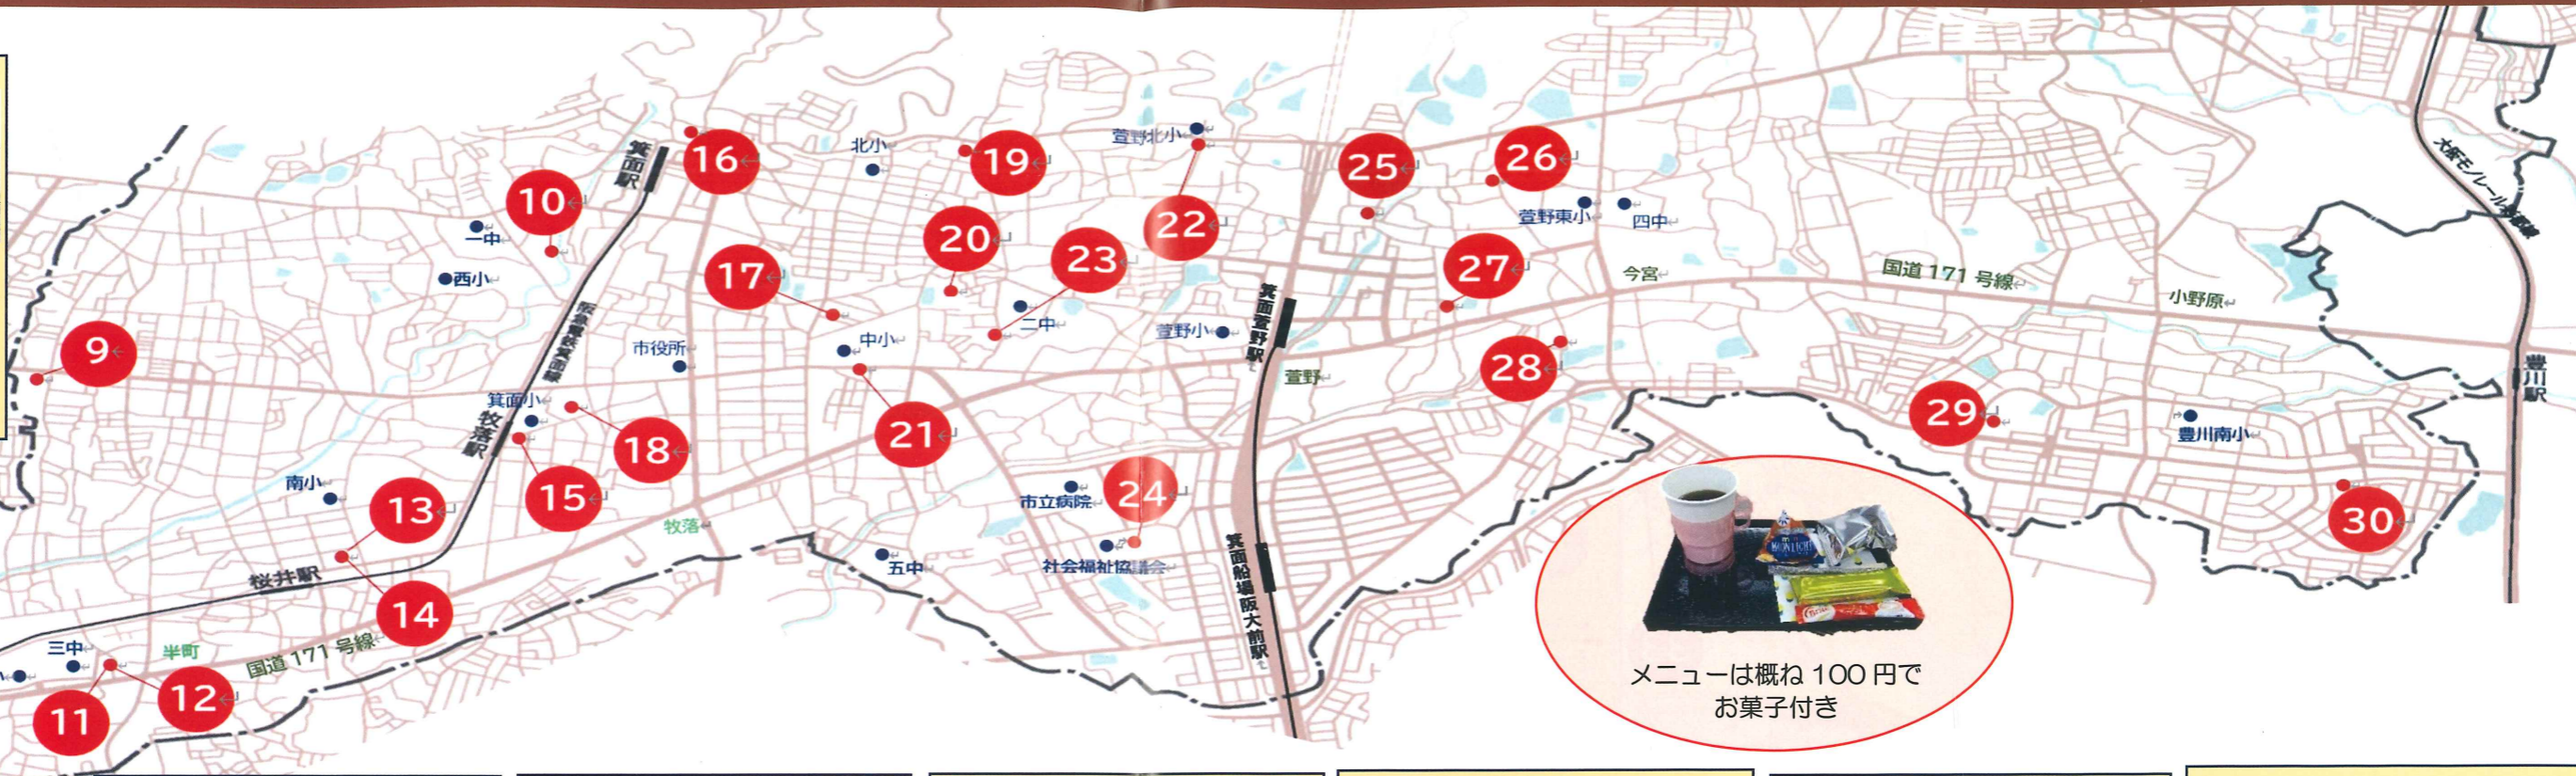 箕面駅
16
北小
19
萱野北小
25
26
10
一中
20
22
萱野東小
四中
西小
17
23
27
今宮
国道171号線
小野原
大阪モノレール彩都線
阪急電鉄箕面線
二中
萱野小
箕面萱野駅
9
市役所
中小
28
萱野
豊川駅
箕面小
牧落駅
18
21
29
豊川南小
南小
13
15
市立病院
24
牧落
30
桜井駅
14
五中
社会福祉協議会
箕面船場阪大前駅
三中
半町
国道171号線
11
12
MOONLIGHT
メニューは概ね100円で
お菓子付き